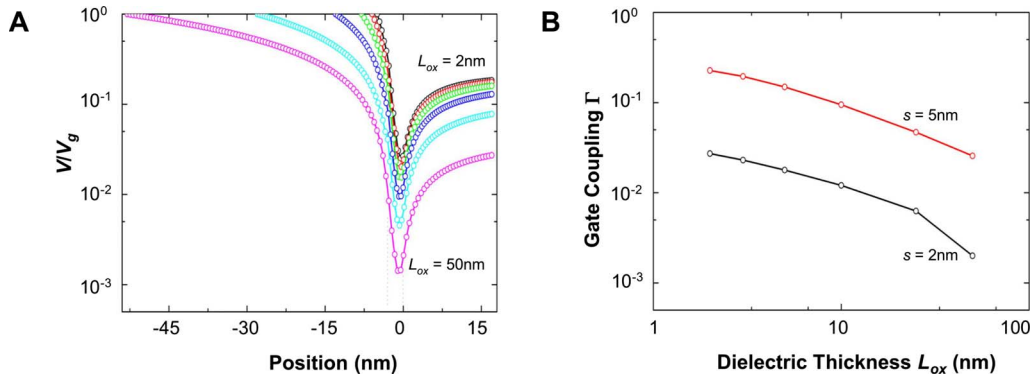 A
V/V_g
10^0
10^-1
10^-2
10^-3
L_ox = 2nm
L_ox = 50nm
-45
-30
-15
0
15
Position (nm)
B
Gate Coupling Γ
10^0
10^-1
10^-2
10^-3
s = 5nm
s = 2nm
1
10
100
Dielectric Thickness L_ox (nm)